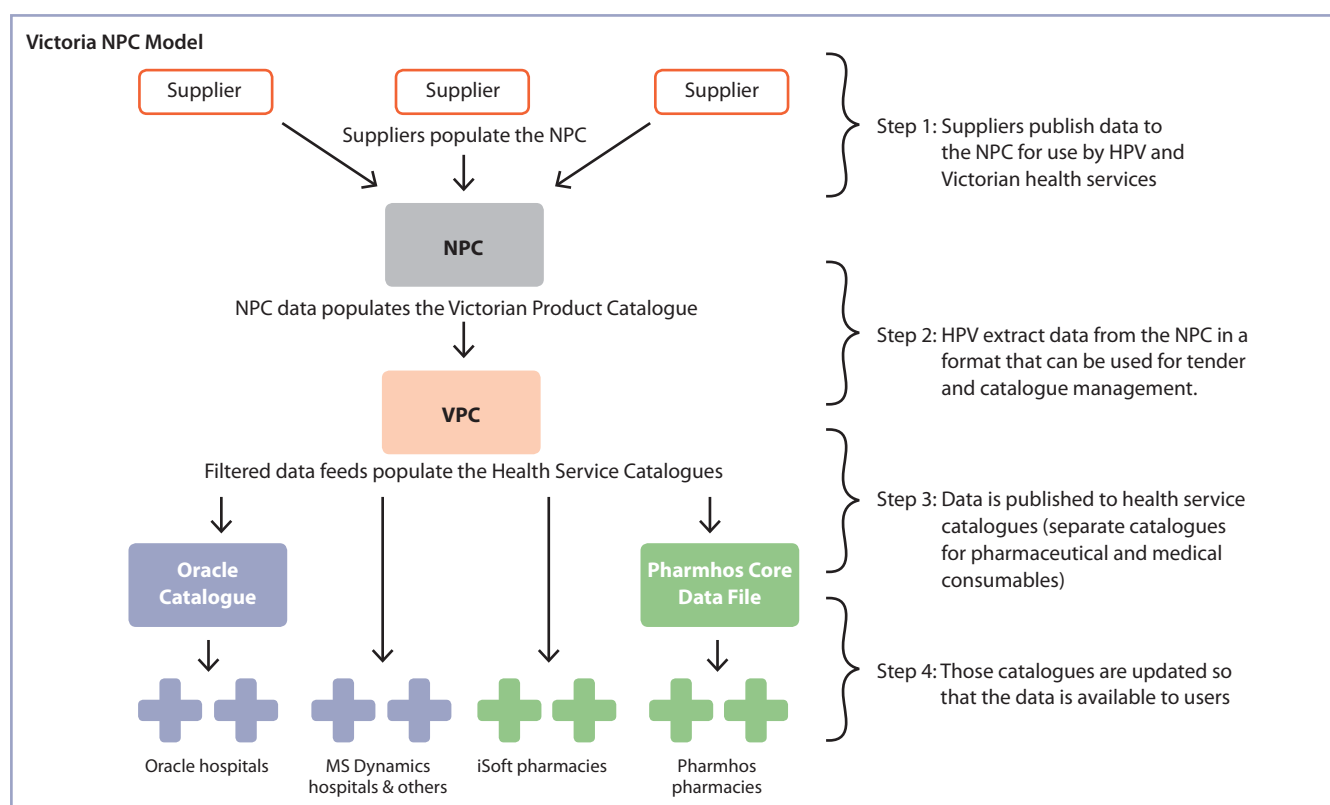 Victoria NPC Model
Supplier
Supplier
Supplier
Suppliers populate the NPC
Step 1: Suppliers publish data to
the NPC for use by HPV and
Victorian health services
NPC
NPC data populates the Victorian Product Catalogue
Step 2: HPV extract data from the NPC in a
format that can be used for tender
and catalogue management.
VPC
Filtered data feeds populate the Health Service Catalogues
Step 3: Data is published to health service
catalogues (separate catalogues
for pharmaceutical and medical
consumables)
Oracle
Catalogue
Pharmhos Core
Data File
Step 4: Those catalogues are updated so
that the data is available to users
Oracle hospitals
MS Dynamics
hospitals & others
iSoft pharmacies
Pharmhos
pharmacies